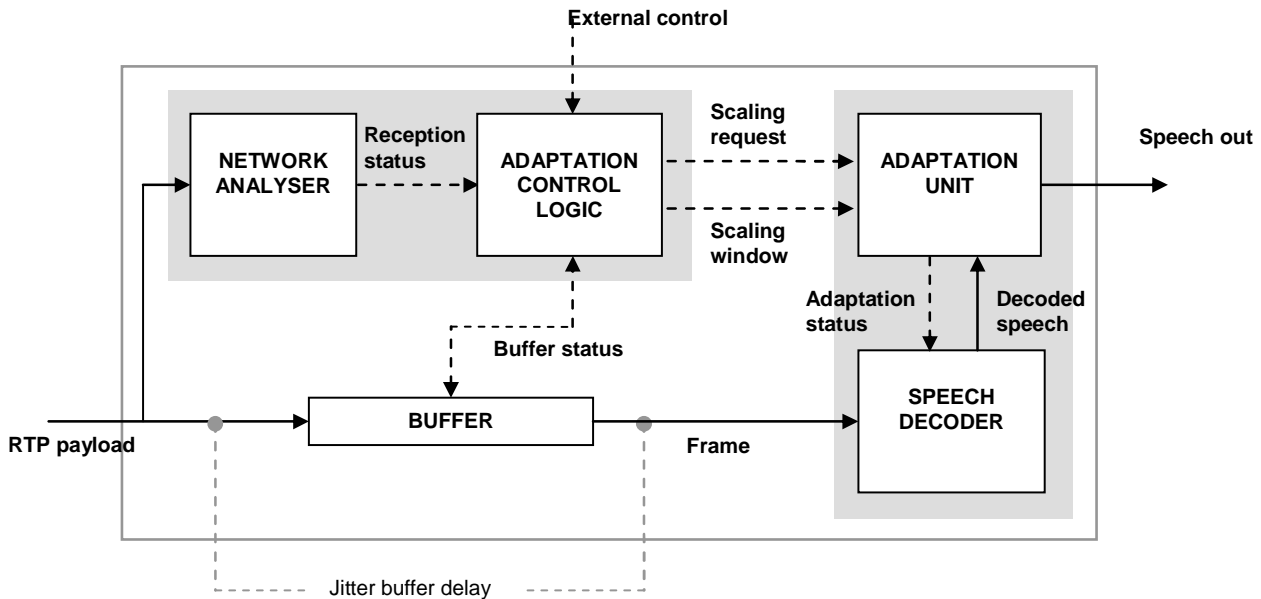 External control
Scaling
request
Speech out
Reception
status
NETWORK
ANALYSER
ADAPTATION
CONTROL
LOGIC
ADAPTATION
UNIT
Scaling
window
Adaptation
status
Decoded
speech
Buffer status
BUFFER
SPEECH
DECODER
RTP payload
Frame
Jitter buffer delay